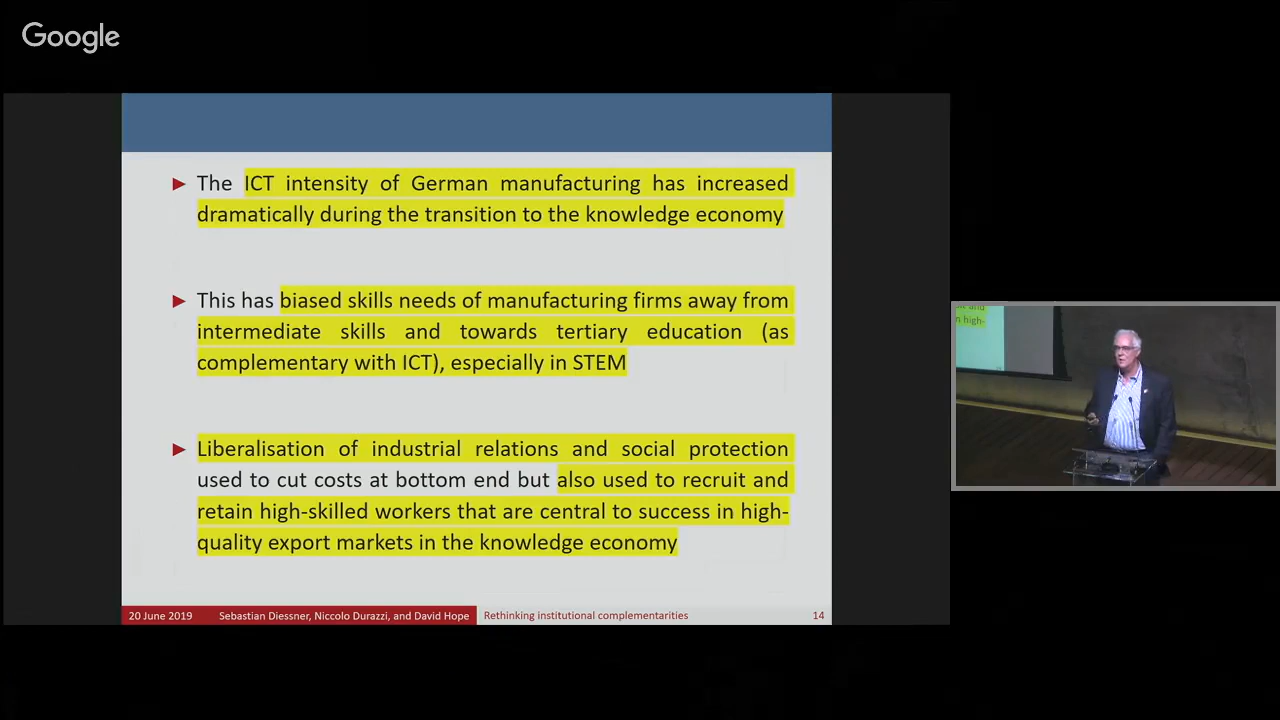 Google
The ICT intensity of German manufacturing has increased
dramatically during the transition to the knowledge economy
This has biased skills needs of manufacturing firms away from
intermediate skills and towards tertiary education (as
complementary with ICT), especially in STEM
Liberalisation of industrial relations and social protection
used to cut costs at bottom end but also used to recruit and
retain high-skilled workers that are central to success in high-
quality export markets in the knowledge economy
20 June 2019 Sebastian Diessner, Niccolo Durazzi, and David Hope Rethinking institutional complementarities 14
n high-